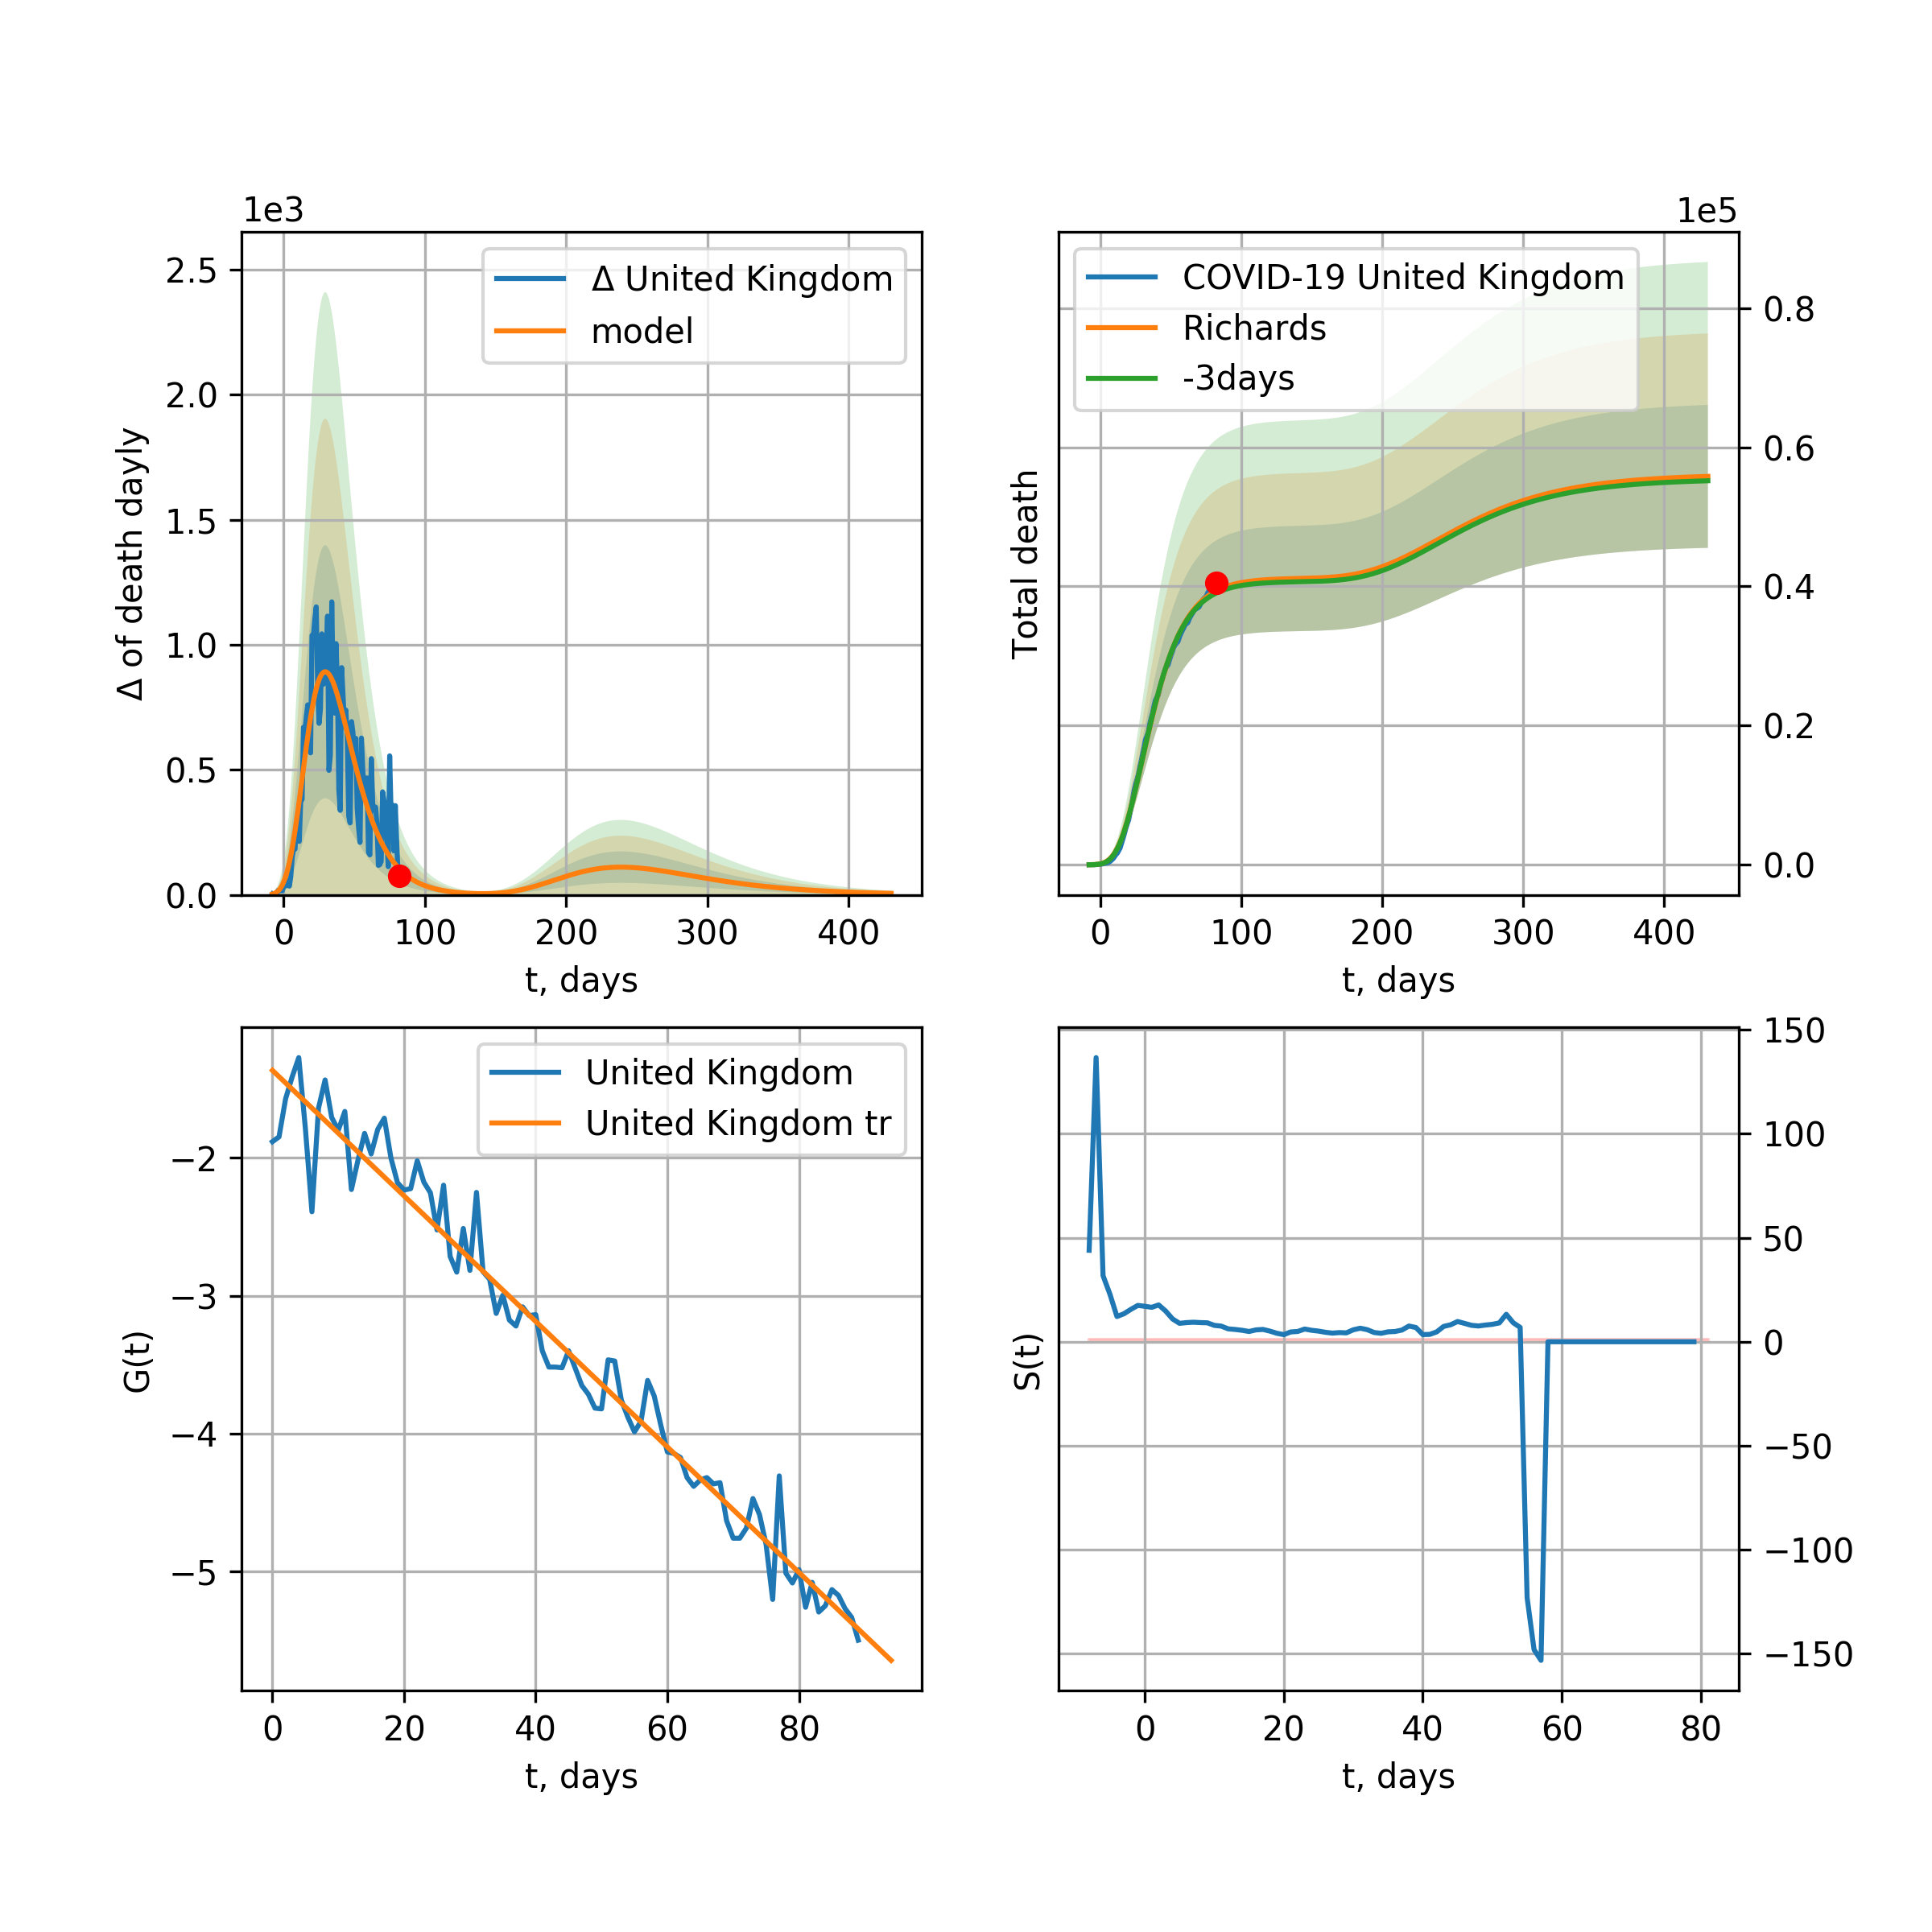 1e3
2.5
2.0
1.5
1.0
0.5
0.0
Δ of death dayly
Δ United Kingdom
model
0 100 200 300 400
t, days
1e5
COVID-19 United Kingdom
Richards
-3days
Total death
0.8
0.6
0.4
0.2
0.0
0 100 200 300 400
t, days
United Kingdom
United Kingdom tr
G(t)
−2
−3
−4
−5
0 20 40 60 80
t, days
S(t)
150
100
50
0
−50
−100
−150
0 20 40 60 80
t, days